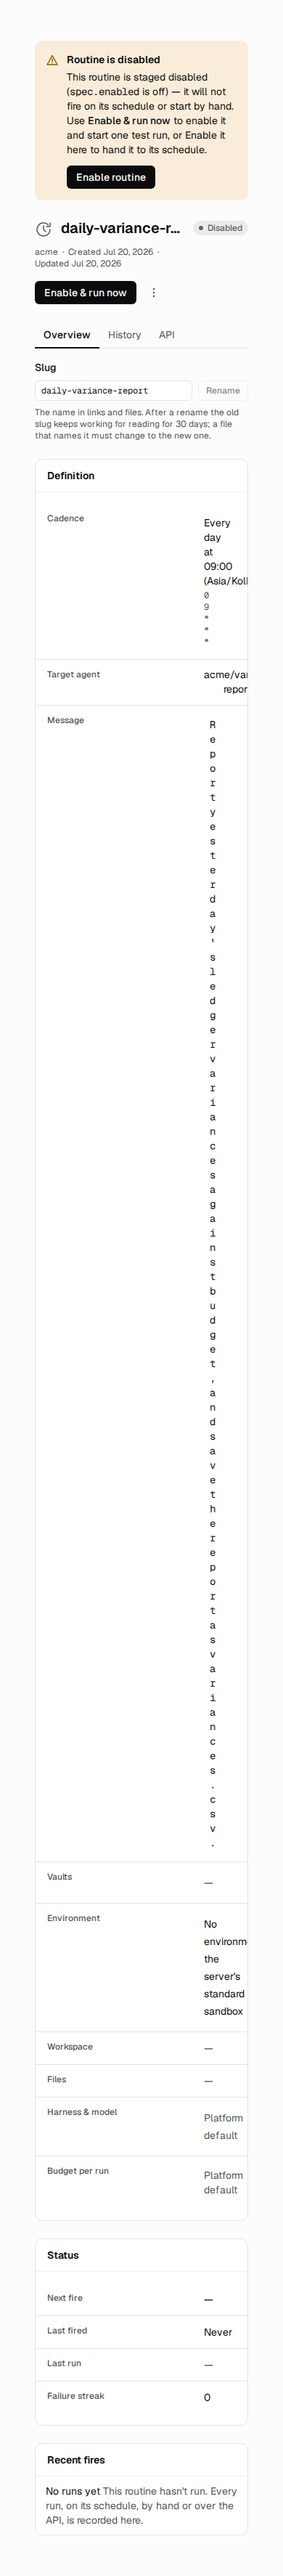 Routine is disabled
This routine is staged disabled
(spec.enabled is off) — it will not
fire on its schedule or start by hand.
Use Enable & run now to enable it
and start one test run, or Enable it
here to hand it to its schedule.
Enable routine
daily-variance-r...
Disabled
acme · Created Jul 20, 2026 ·
Updated Jul 20, 2026
Enable & run now
Overview History API
Slug
daily-variance-report
Rename
The name in links and files. After a rename the old
slug keeps working for reading for 30 days; a file
that names it must change to the new one.
Definition
Cadence
Every
day
at
09:00
(Asia/Koll
0
9
*
*
*
Target agent
acme/var
repor
Message
R
e
p
o
r
t
y
e
s
t
e
r
d
a
y
'
s
l
e
d
g
e
r
v
a
r
i
a
n
c
e
s
a
g
a
i
n
s
t
b
u
d
g
e
t
,
a
n
d
s
a
v
e
t
h
e
r
e
p
o
r
t
a
s
v
a
r
i
a
n
c
e
s
.
c
s
v
.
Vaults
—
Environment
No
environme
the
server's
standard
sandbox
Workspace
—
Files
—
Harness & model
Platform
default
Budget per run
Platform
default
Status
Next fire
—
Last fired
Never
Last run
—
Failure streak
0
Recent fires
No runs yet This routine hasn't run. Every
run, on its schedule, by hand or over the
API, is recorded here.